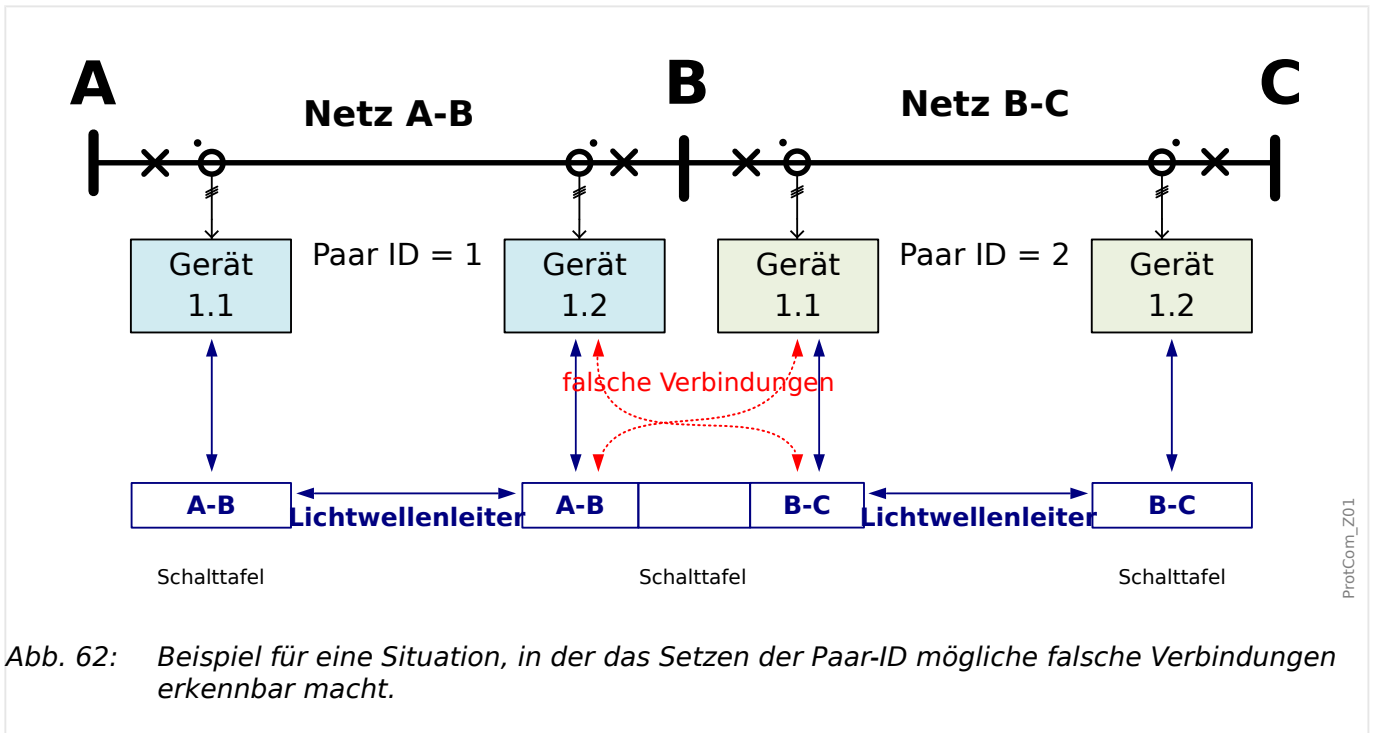 A
B
C
Netz A-B
Netz B-C
Gerät
1.1
Paar ID = 1
Gerät
1.2
Gerät
1.1
Paar ID = 2
Gerät
1.2
falsche Verbindungen
A-B
Lichtwellenleiter
A-B
B-C
Lichtwellenleiter
B-C
Schalttafel
Schalttafel
Schalttafel
ProtCom_Z01
Abb. 62: Beispiel für eine Situation, in der das Setzen der Paar-ID mögliche falsche Verbindungen
erkennbar macht.